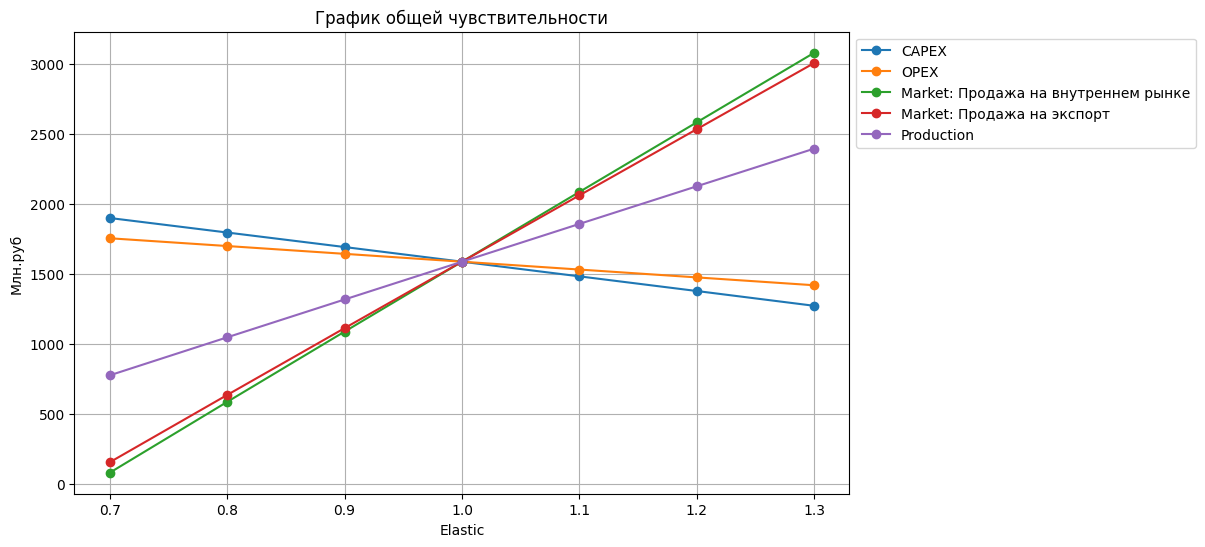 График общей чувствительности
Млн.руб
3000
2500
2000
1500
1000
500
0
0.7 0.8 0.9 1.0 1.1 1.2 1.3
Elastic
CAPEX
OPEX
Market: Продажа на внутреннем рынке
Market: Продажа на экспорт
Production